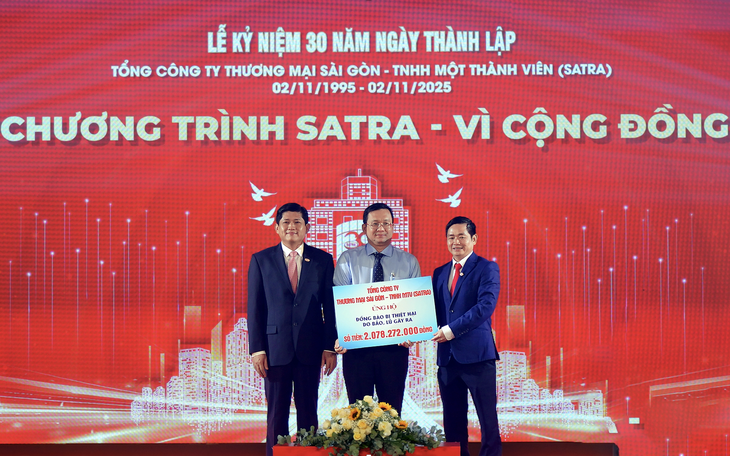 LỄ KỶ NIỆM 30 NĂM NGÀY THÀNH LẬP
TỔNG CÔNG TY THƯƠNG MẠI SÀI GÒN - TNHH MỘT THÀNH VIÊN (SATRA)
02/11/1995 - 02/11/2025
CHƯƠNG TRÌNH SATRA - VÌ CỘNG ĐỒNG
TỔNG CÔNG TY
THƯƠNG MẠI SÀI GÒN - TNHH MTV (SATRA)
ỦNG HỘ
ĐỒNG BÀO BỊ THIỆT HẠI
DO BÃO, LŨ GÂY RA
SỐ TIỀN: 2.078.272.000 ĐỒNG